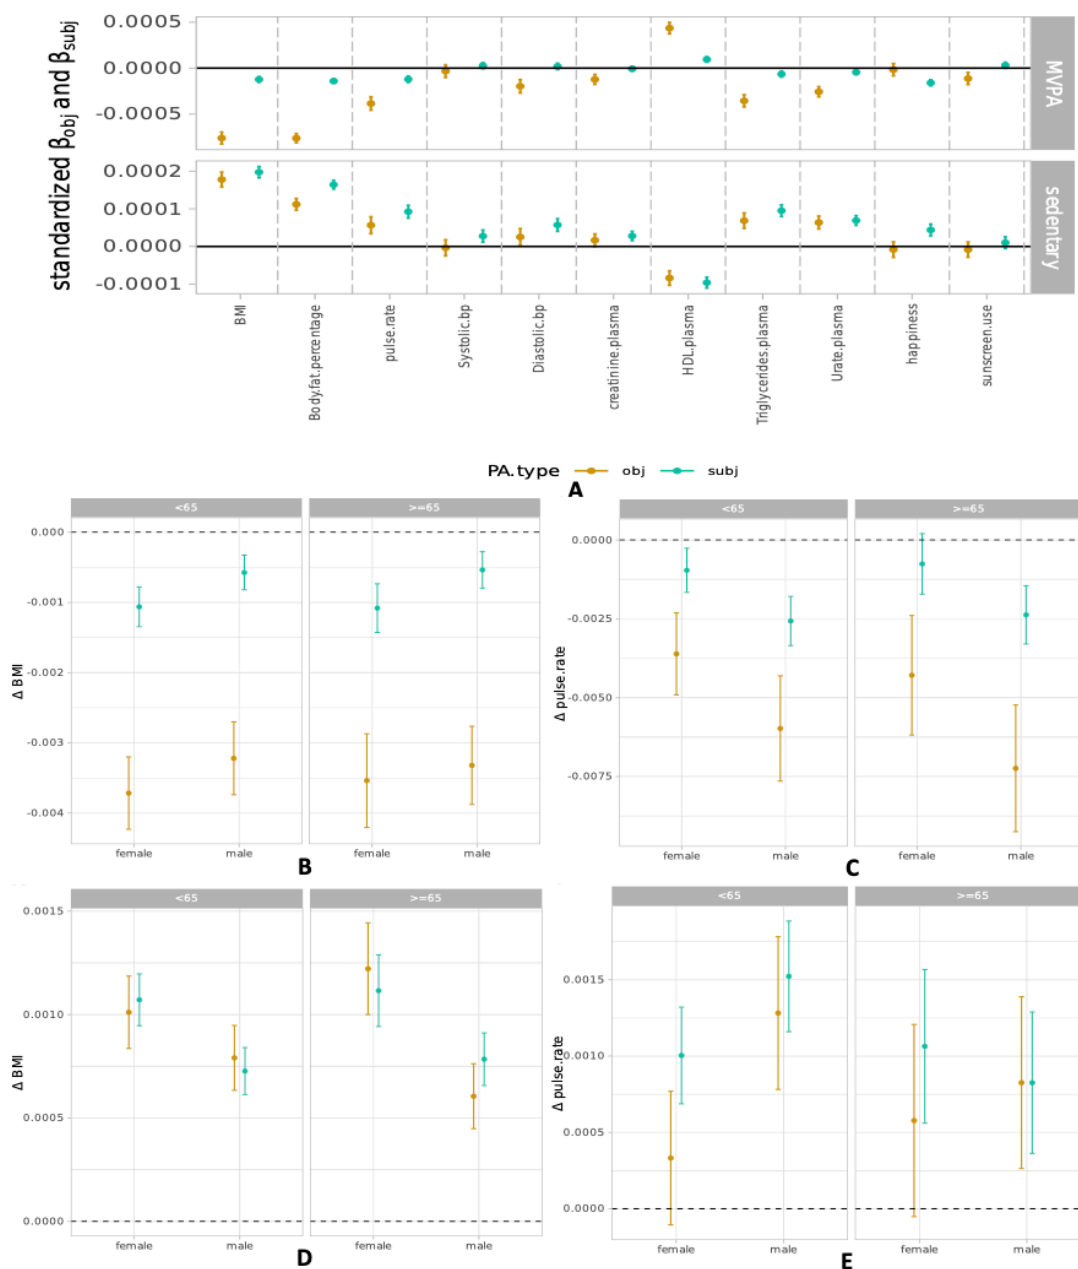 standardized βobj and βsubj
0.0005
0.0000
-0.0005
MVPA
0.0002
0.0001
0.0000
-0.0001
sedentary
BMI
Body.fat.percentage
pulse.rate
Systolic.bp
Diastolic.bp
creatinine.plasma
HDL.plasma
Triglycerides.plasma
Urate.plasma
happiness
sunscreen.use
PA.type obj subj
A
<65 >=65
Δ BMI
0.000
-0.001
-0.002
-0.003
-0.004
female male female male
B
<65 >=65
Δ pulse.rate
0.0000
-0.0025
-0.0050
-0.0075
female male female male
C
<65 >=65
Δ BMI
0.0015
0.0010
0.0005
0.0000
female male female male
D
<65 >=65
Δ pulse.rate
0.0015
0.0010
0.0005
0.0000
female male female male
E